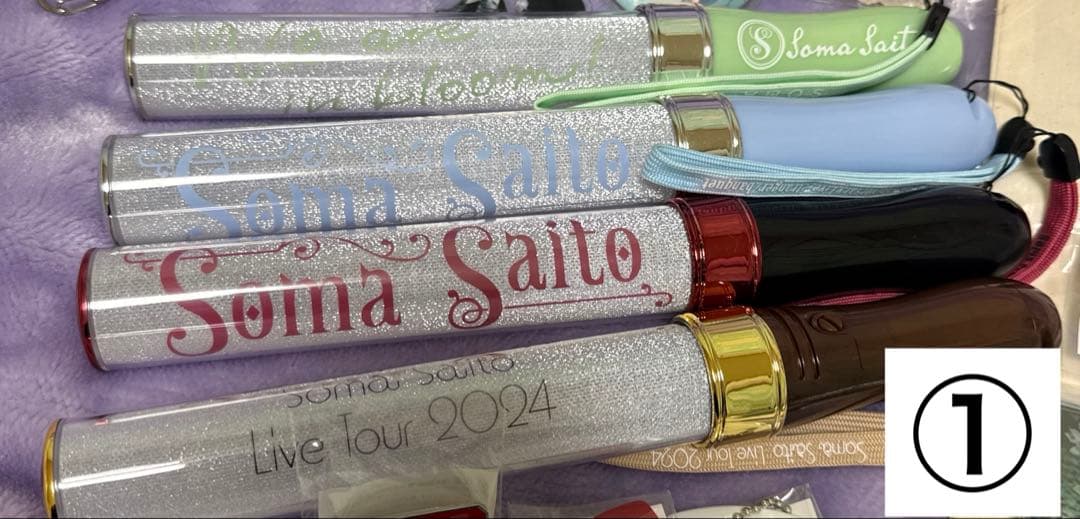 We are
in bloom!
S Soma Sait
Soma Saito
Soma Saito
Soma Saito
Live Tour 2024
Soma Saito Live Tour 2024
①